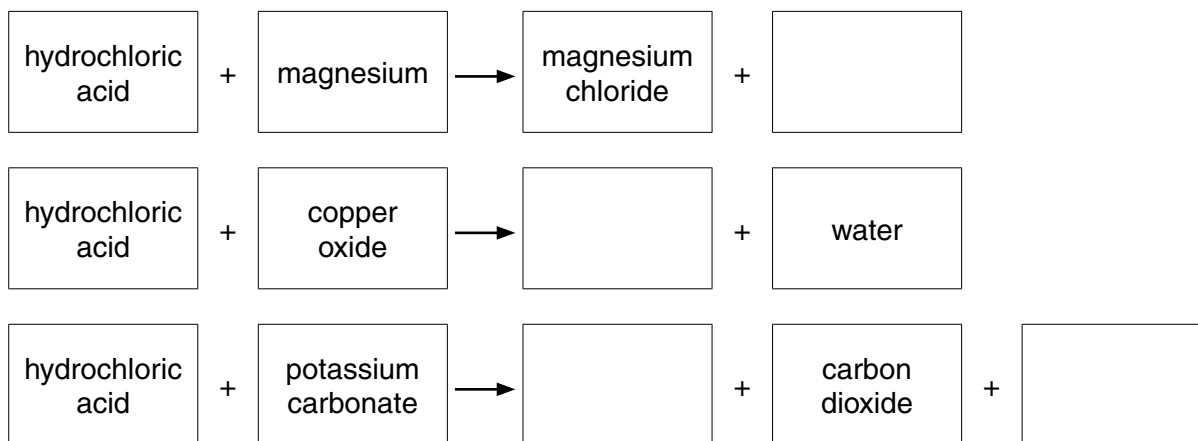 hydrochloric acid + magnesium → magnesium chloride +
hydrochloric acid + copper oxide → + water
hydrochloric acid + potassium carbonate → + carbon dioxide +